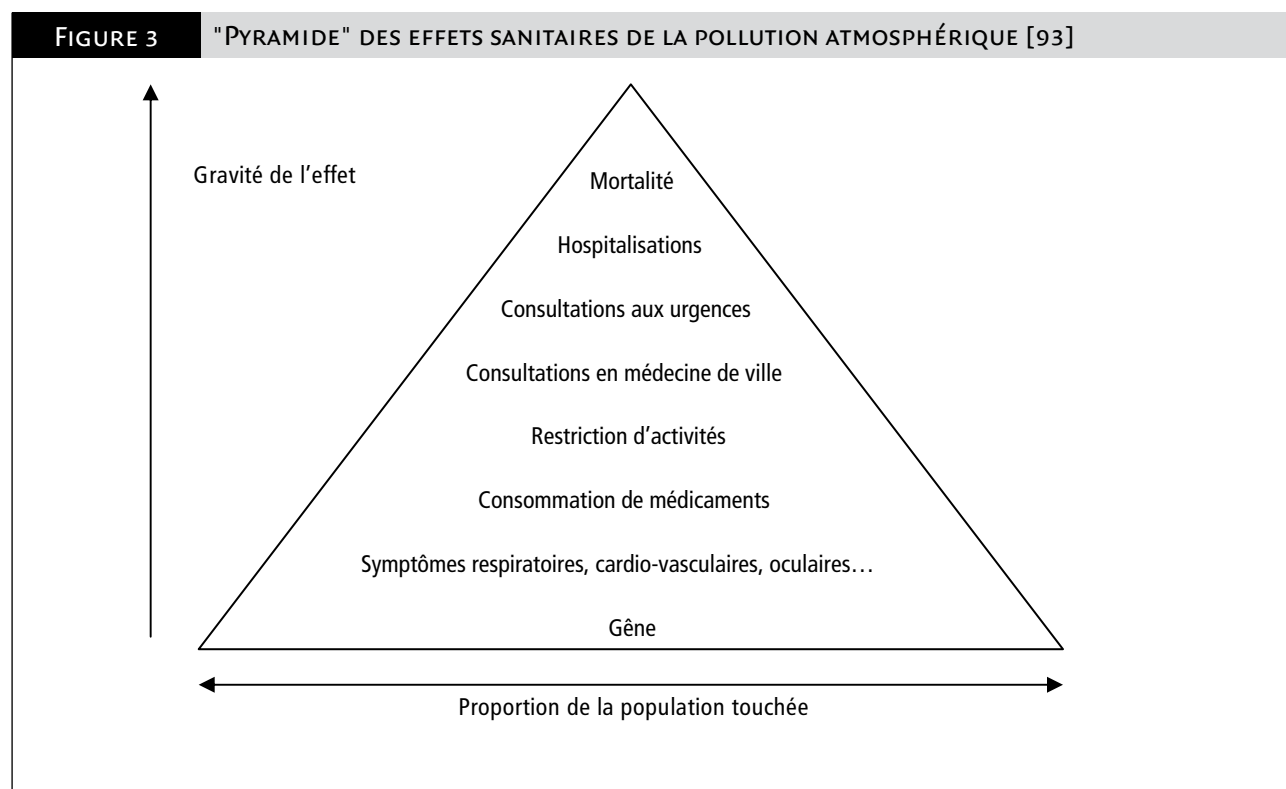 FIGURE 3 "PYRAMIDE" DES EFFETS SANITAIRES DE LA POLLUTION ATMOSPHÉRIQUE [93]
Gravité de l'effet
Mortalité
Hospitalisations
Consultations aux urgences
Consultations en médecine de ville
Restriction d'activités
Consommation de médicaments
Symptômes respiratoires, cardio-vasculaires, oculaires…
Gêne
Proportion de la population touchée